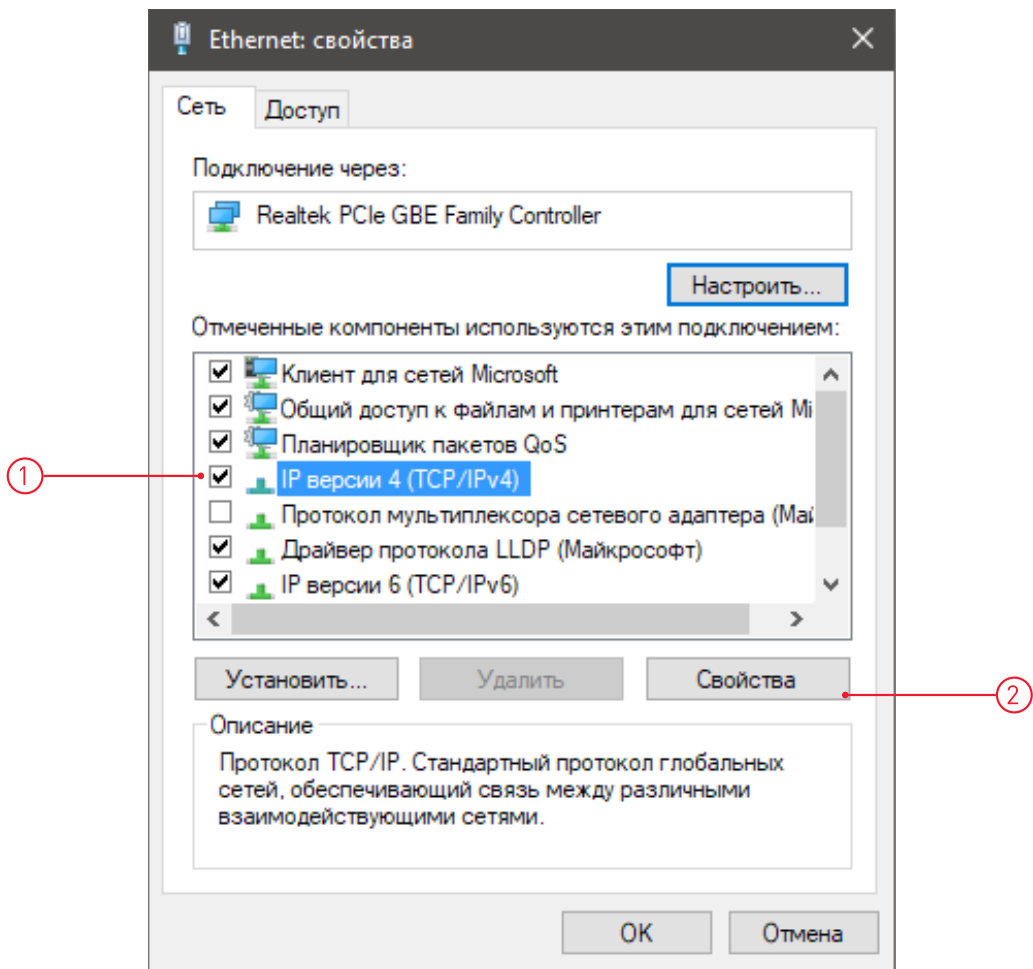 Ethernet: свойства
Сеть
Доступ
Подключение через:
Realtek PCIe GBE Family Controller
Настроить...
Отмеченные компоненты используются этим подключением:
Клиент для сетей Microsoft
Общий доступ к файлам и принтерам для сетей Mi
Планировщик пакетов QoS
1
IP версии 4 (TCP/IPv4)
Протокол мультиплексора сетевого адаптера (Май
Драйвер протокола LLDP (Майкрософт)
IP версии 6 (TCP/IPv6)
Установить...
Удалить
Свойства
2
Описание
Протокол TCP/IP. Стандартный протокол глобальных
сетей, обеспечивающий связь между различными
взаимодействующими сетями.
OK
Отмена